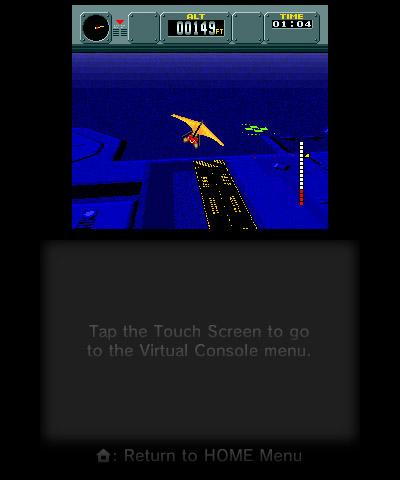 ALT
00149FT
TIME
01:04
Tap the Touch Screen to go
to the Virtual Console menu.
: Return to HOME Menu